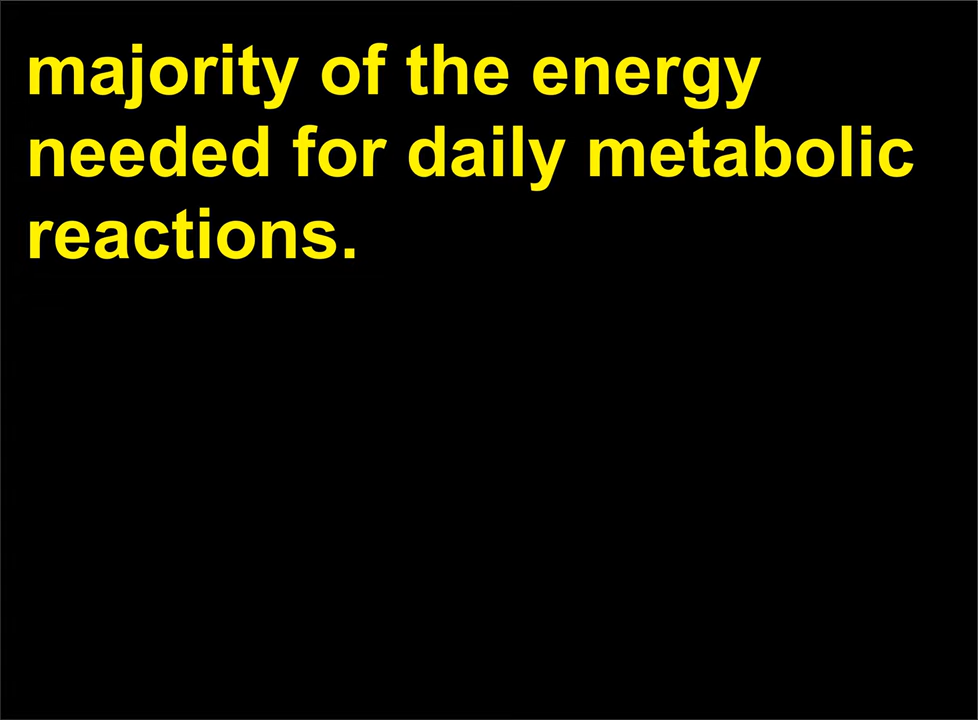 majority of the energy
needed for daily metabolic
reactions.